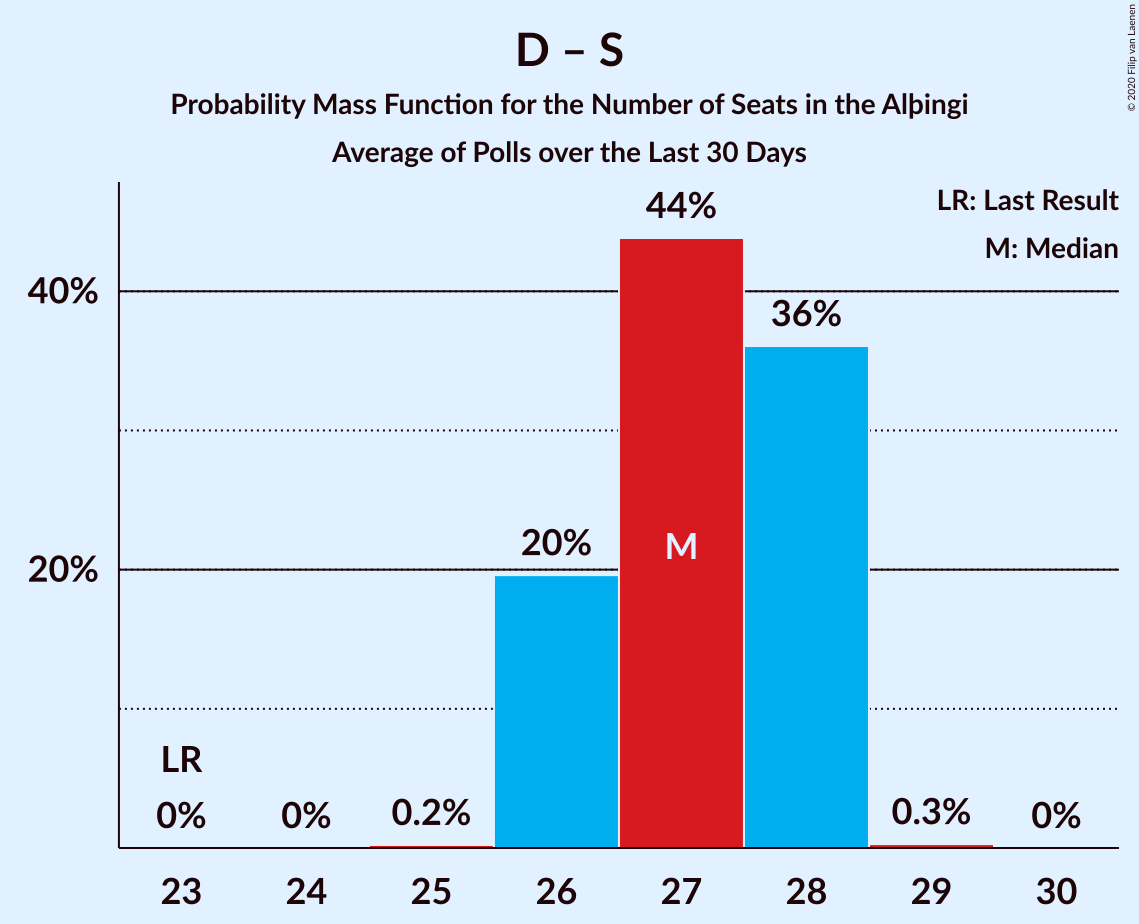 D – S
Probability Mass Function for the Number of Seats in the Alþingi
Average of Polls over the Last 30 Days
© 2020 Filip van Laenen
LR: Last Result
M: Median
44%
40%
36%
20%
M
20%
LR
0%
0%
0.2%
0.3%
0%
23
24
25
26
27
28
29
30